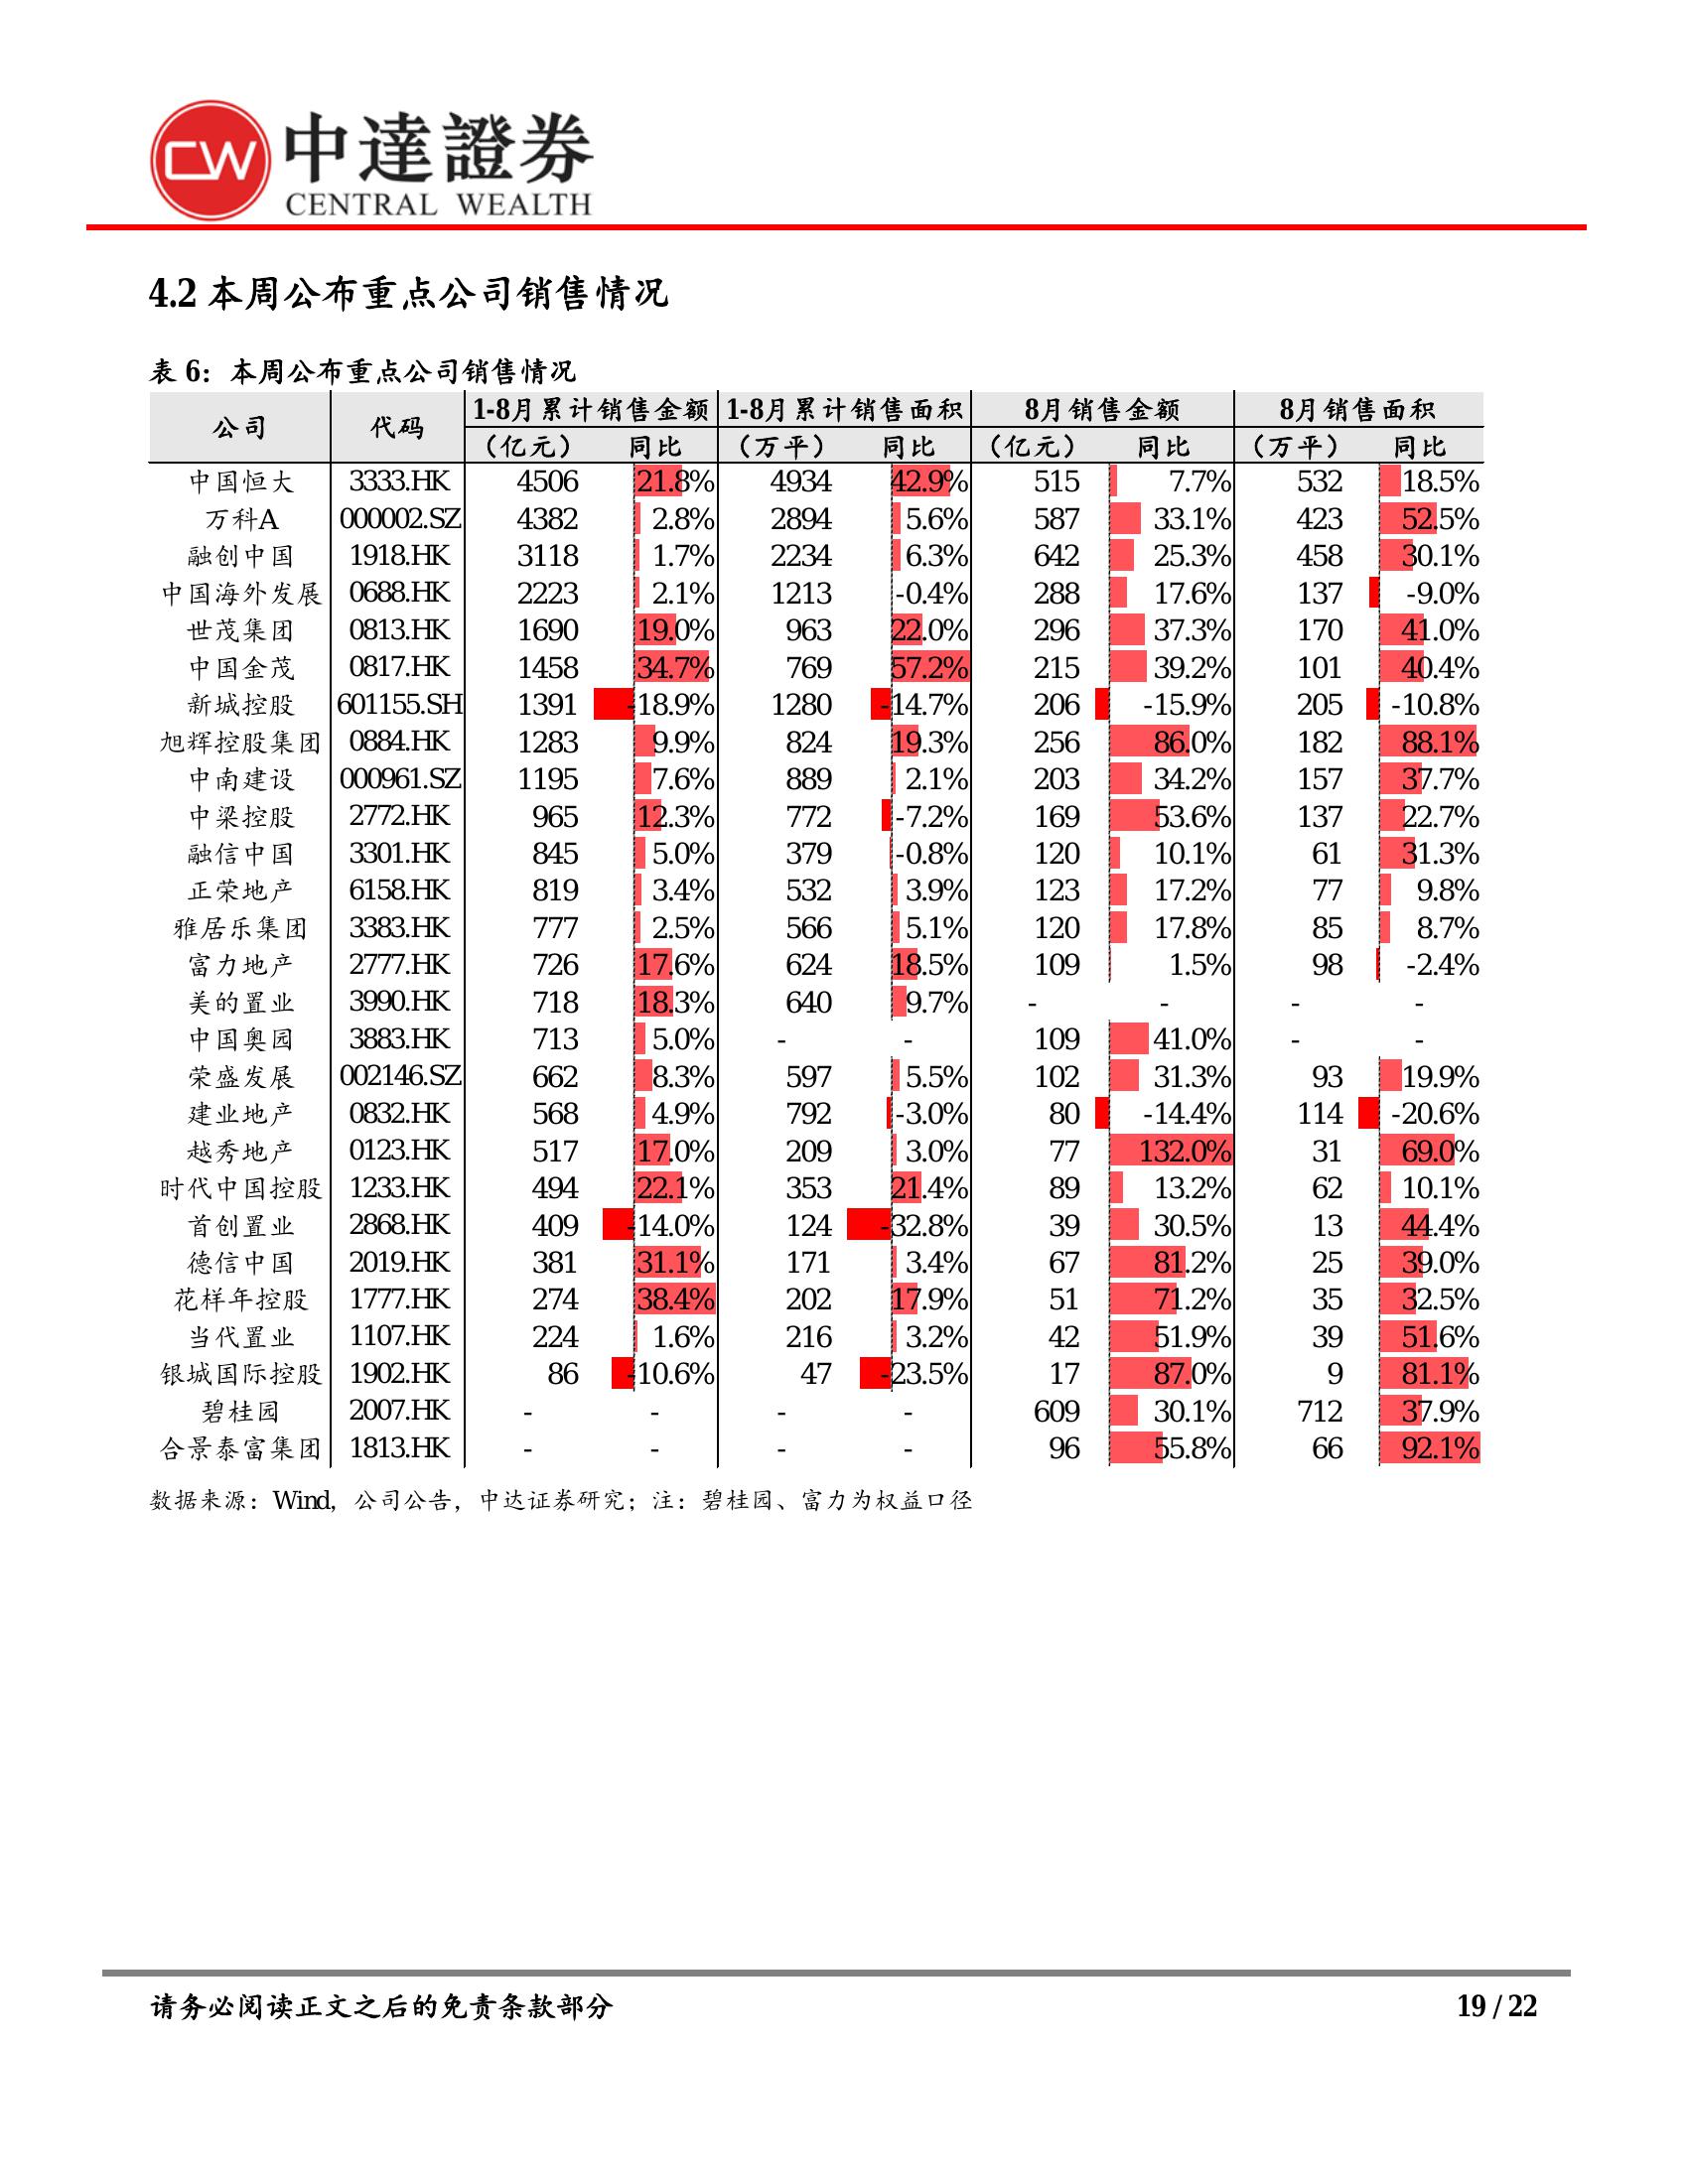 CW 中達證券
CENTRAL WEALTH
4.2 本周公布重点公司销售情况
表 6：本周公布重点公司销售情况
公司 代码 1-8月累计销售金额 1-8月累计销售面积 8月销售金额 8月销售面积
（亿元） 同比 （万平） 同比 （亿元） 同比 （万平） 同比
中国恒大 3333.HK 4506 21.8% 4934 42.9% 515 7.7% 532 18.5%
万科A 000002.SZ 4382 2.8% 2894 5.6% 587 33.1% 423 52.5%
融创中国 1918.HK 3118 1.7% 2234 6.3% 642 25.3% 458 30.1%
中国海外发展 0688.HK 2223 2.1% 1213 -0.4% 288 17.6% 137 -9.0%
世茂集团 0813.HK 1690 19.0% 963 22.0% 296 37.3% 170 41.0%
中国金茂 0817.HK 1458 34.7% 769 57.2% 215 39.2% 101 40.4%
新城控股 601155.SH 1391 -18.9% 1280 -14.7% 206 -15.9% 205 -10.8%
旭辉控股集团 0884.HK 1283 9.9% 824 19.3% 256 86.0% 182 88.1%
中南建设 000961.SZ 1195 7.6% 889 2.1% 203 34.2% 157 37.7%
中梁控股 2772.HK 965 12.3% 772 -7.2% 169 53.6% 137 22.7%
融信中国 3301.HK 845 5.0% 379 -0.8% 120 10.1% 61 31.3%
正荣地产 6158.HK 819 3.4% 532 3.9% 123 17.2% 77 9.8%
雅居乐集团 3383.HK 777 2.5% 566 5.1% 120 17.8% 85 8.7%
富力地产 2777.HK 726 17.6% 624 18.5% 109 1.5% 98 -2.4%
美的置业 3990.HK 718 18.3% 640 9.7% - - - -
中国奥园 3883.HK 713 5.0% - - 109 41.0% - -
荣盛发展 002146.SZ 662 8.3% 597 5.5% 102 31.3% 93 19.9%
建业地产 0832.HK 568 4.9% 792 -3.0% 80 -14.4% 114 -20.6%
越秀地产 0123.HK 517 17.0% 209 3.0% 77 132.0% 31 69.0%
时代中国控股 1233.HK 494 22.1% 353 21.4% 89 13.2% 62 10.1%
首创置业 2868.HK 409 -14.0% 124 -32.8% 39 30.5% 13 44.4%
德信中国 2019.HK 381 31.1% 171 3.4% 67 81.2% 25 39.0%
花样年控股 1777.HK 274 38.4% 202 17.9% 51 71.2% 35 32.5%
当代置业 1107.HK 224 1.6% 216 3.2% 42 51.9% 39 51.6%
银城国际控股 1902.HK 86 -10.6% 47 -23.5% 17 87.0% 9 81.1%
碧桂园 2007.HK - - - - 609 30.1% 712 37.9%
合景泰富集团 1813.HK - - - - 96 55.8% 66 92.1%
数据来源：Wind，公司公告，中达证券研究；注：碧桂园、富力为权益口径
请务必阅读正文之后的免责条款部分 19 / 22